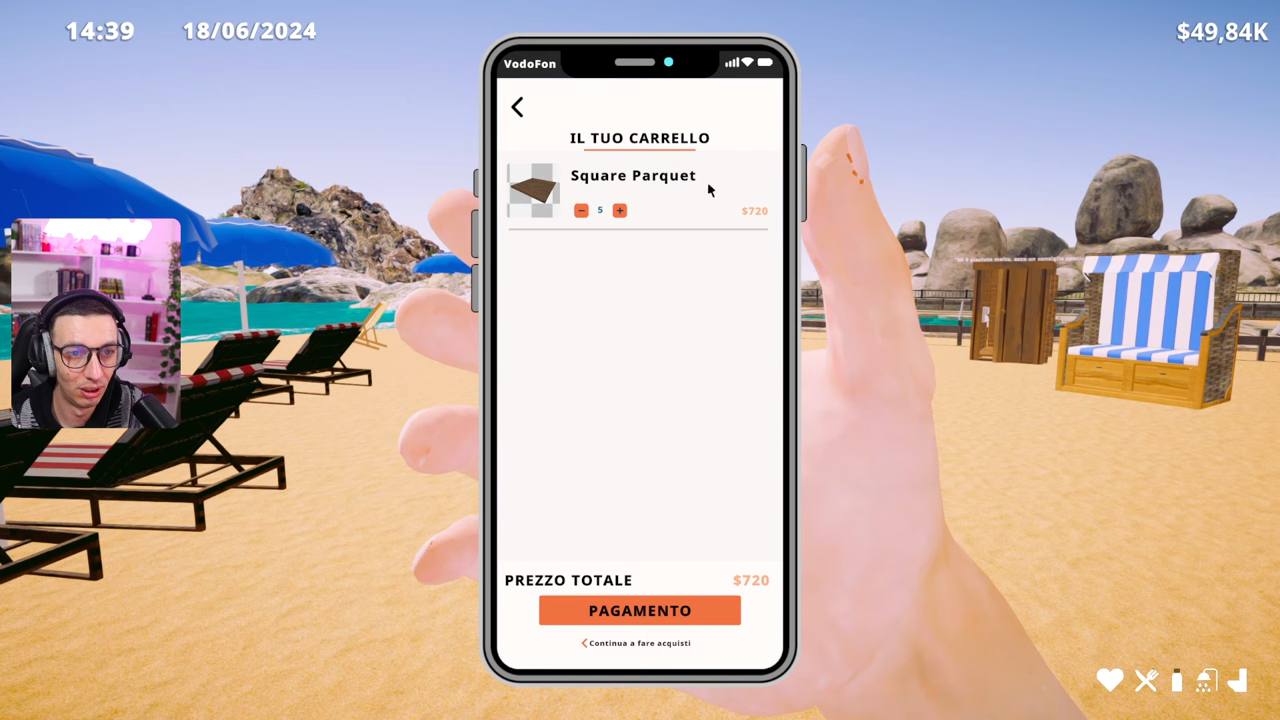 14:39
18/06/2024
$49,84K
VodoFon
IL TUO CARRELLO
Square Parquet
− 5 +
$720
PREZZO TOTALE
$720
PAGAMENTO
Continua a fare acquisti